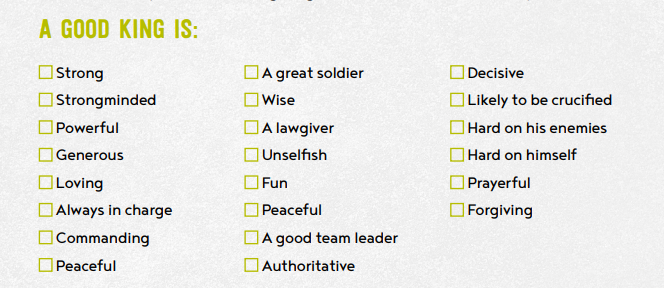 A GOOD KING IS:
Strong
Strongminded
Powerful
Generous
Loving
Always in charge
Commanding
Peaceful
A great soldier
Wise
A lawgiver
Unselfish
Fun
Peaceful
A good team leader
Authoritative
Decisive
Likely to be crucified
Hard on his enemies
Hard on himself
Prayerful
Forgiving